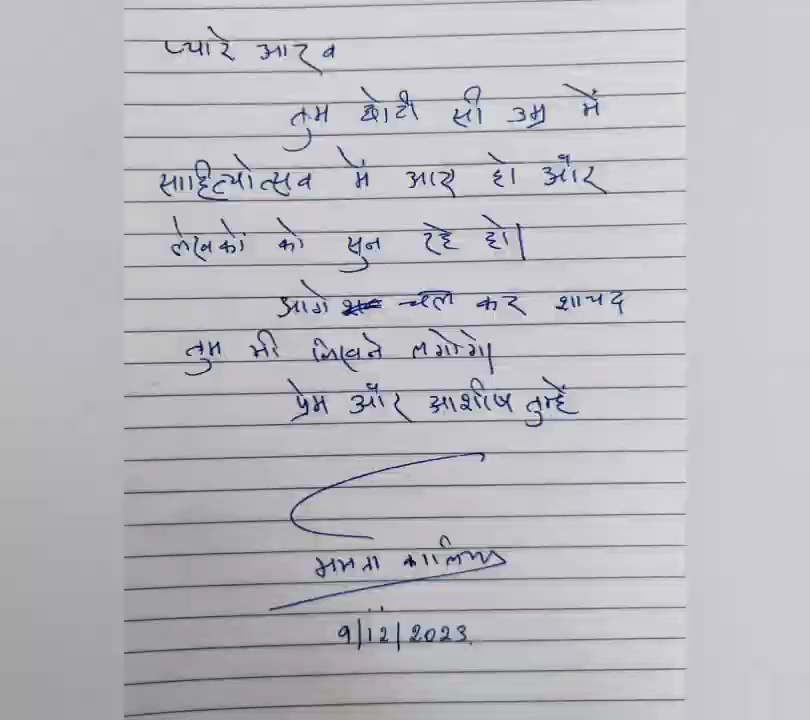 प्यारे आरव
तुम छोटी सी उम्र में
साहित्योत्सव में आए हो और
लेखकों को सुन रहे हो।
आगे चल कर शायद
तुम भी लिखने लगोगे।
प्रेम और आशीष तुम्हें
ममता कालिया
9/12/2023